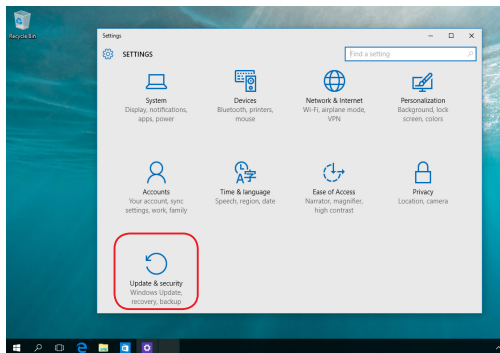 Recycle Bin
Settings
SETTINGS
Find a setting
System
Display, notifications,
apps, power
Devices
Bluetooth, printers,
mouse
Network & Internet
Wi-Fi, airplane mode,
VPN
Personalization
Background, lock
screen, colors
Accounts
Your account, sync
settings, work, family
Time & language
Speech, region, date
Ease of Access
Narrator, magnifier,
high contrast
Privacy
Location, camera
Update & security
Windows Update,
recovery, backup